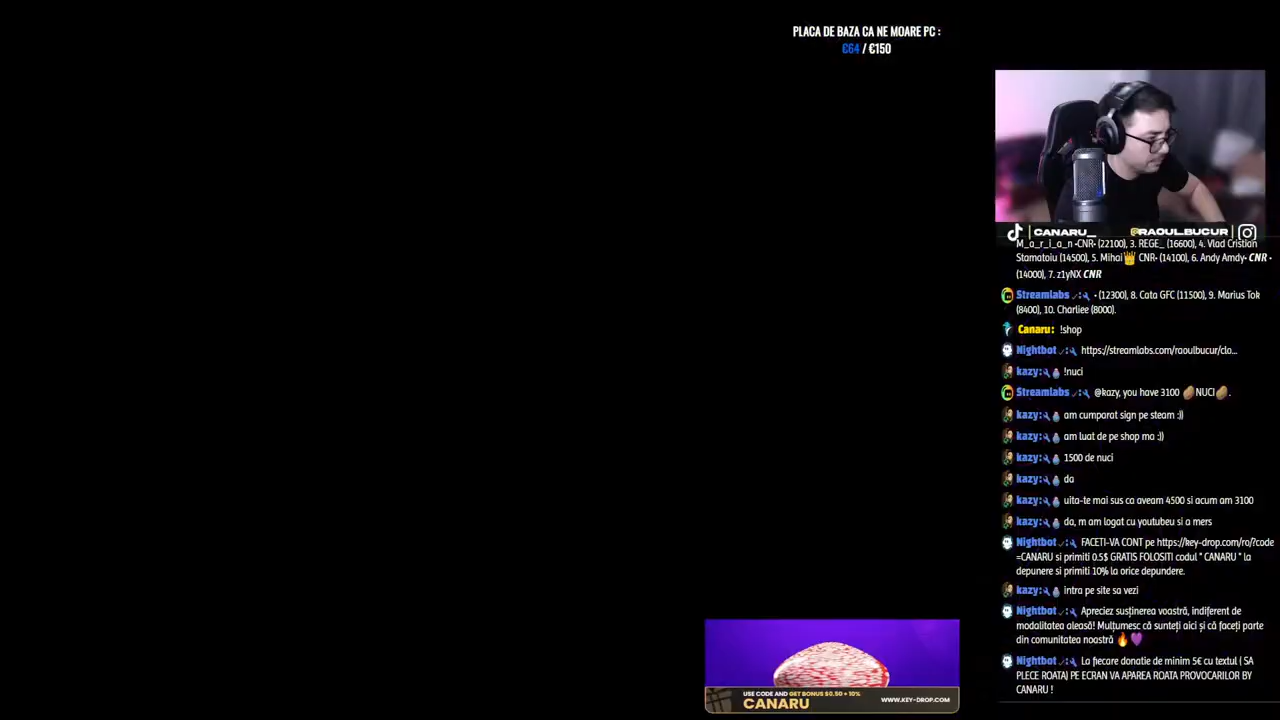 PLACA DE BAZA CA NE MOARE PC :
€64 / €150
CANARU_ @RAOULBUCUR
M_a_r_i_a_n •CNR• (22100), 3. REGE_ (16600), 4. Vlad Cristian
Stamatoiu (14500), 5. Mihai👑 CNR• (14100), 6. Andy Amdy• CNR •
(14000), 7. z1yNX CNR
Streamlabs : • (12300), 8. Cata GFC (11500), 9. Marius Tok
(8400), 10. Charliee (8000).
Canaru : !shop
Nightbot : https://streamlabs.com/raoulbucur/clo...
kazy: !nuci
Streamlabs : @kazy, you have 3100 🥔NUCI🥔.
kazy: am cumparat sign pe steam :))
kazy: am luat de pe shop ma :))
kazy: 1500 de nuci
kazy: da
kazy: uita-te mai sus ca aveam 4500 si acum am 3100
kazy: da, m am logat cu youtubeu si a mers
Nightbot : FACETI-VA CONT pe https://key-drop.com/ro/?code
=CANARU si primiti 0.5$ GRATIS FOLOSITI codul " CANARU " la
depunere si primiti 10% la orice depundere.
kazy: intra pe site sa vezi
Nightbot : Apreciez susținerea voastră, indiferent de
modalitatea aleasă! Mulțumesc că sunteți aici și că faceți parte
din comunitatea noastră 🔥💜
Nightbot : La fiecare donatie de minim 5€ cu textul ( SA
PLECE ROATA) PE ECRAN VA APAREA ROATA PROVOCARILOR BY
CANARU !
USE CODE AND GET BONUS $0.50 + 10%
CANARU
WWW.KEY-DROP.COM